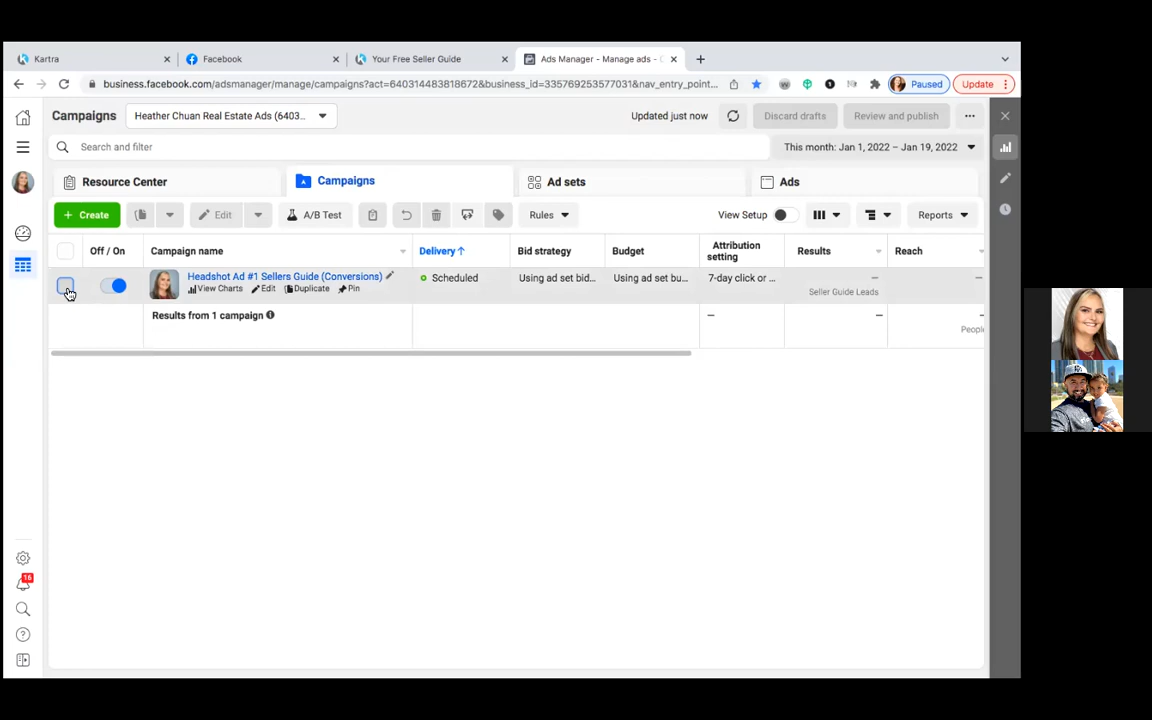 Kartra
Facebook
Your Free Seller Guide
Ads Manager - Manage ads -
business.facebook.com/adsmanager/manage/campaigns?act=640314483818672&business_id=335769253577031&nav_entry_point...
Paused
Update
Campaigns
Heather Chuan Real Estate Ads (6403...
Updated just now
Discard drafts
Review and publish
Search and filter
This month: Jan 1, 2022 – Jan 19, 2022
Resource Center
Campaigns
Ad sets
Ads
+ Create
Edit
A/B Test
Rules
View Setup
Reports
Off / On
Campaign name
Delivery ↑
Bid strategy
Budget
Attribution
setting
Results
Reach
Headshot Ad #1 Sellers Guide (Conversions)
View Charts
Edit
Duplicate
Pin
Scheduled
Using ad set bid...
Using ad set bu...
7-day click or ...
—
Seller Guide Leads
—
Results from 1 campaign
—
—
—
People
16